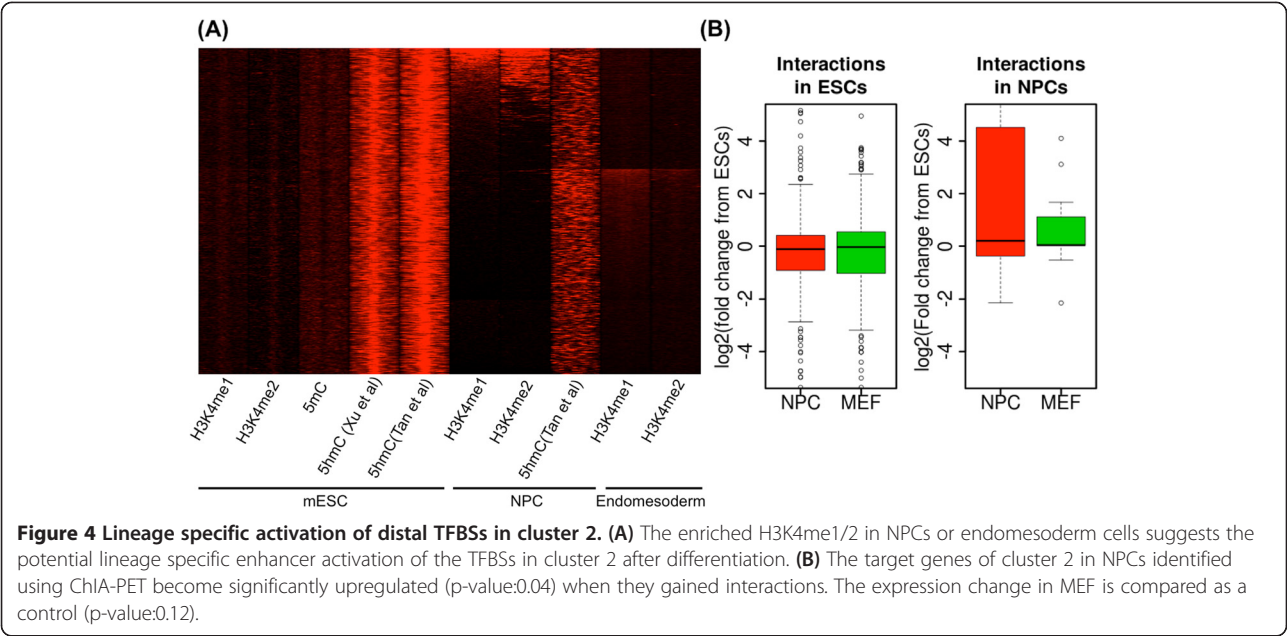 (A)
(B)
Interactions
in ESCs
Interactions
in NPCs
log2(fold change from ESCs)
4
2
0
-2
-4
NPC
MEF
log2(Fold change from ESCs)
4
2
0
-2
-4
NPC
MEF
H3K4me1
H3K4me2
5mC
5hmC (Xu et al)
5hmC(Tan et al)
H3K4me1
H3K4me2
5hmC(Tan et al)
H3K4me1
H3K4me2
mESC
NPC
Endomesoderm
Figure 4 Lineage specific activation of distal TFBSs in cluster 2. (A) The enriched H3K4me1/2 in NPCs or endomesoderm cells suggests the
potential lineage specific enhancer activation of the TFBSs in cluster 2 after differentiation. (B) The target genes of cluster 2 in NPCs identified
using ChIA-PET become significantly upregulated (p-value:0.04) when they gained interactions. The expression change in MEF is compared as a
control (p-value:0.12).